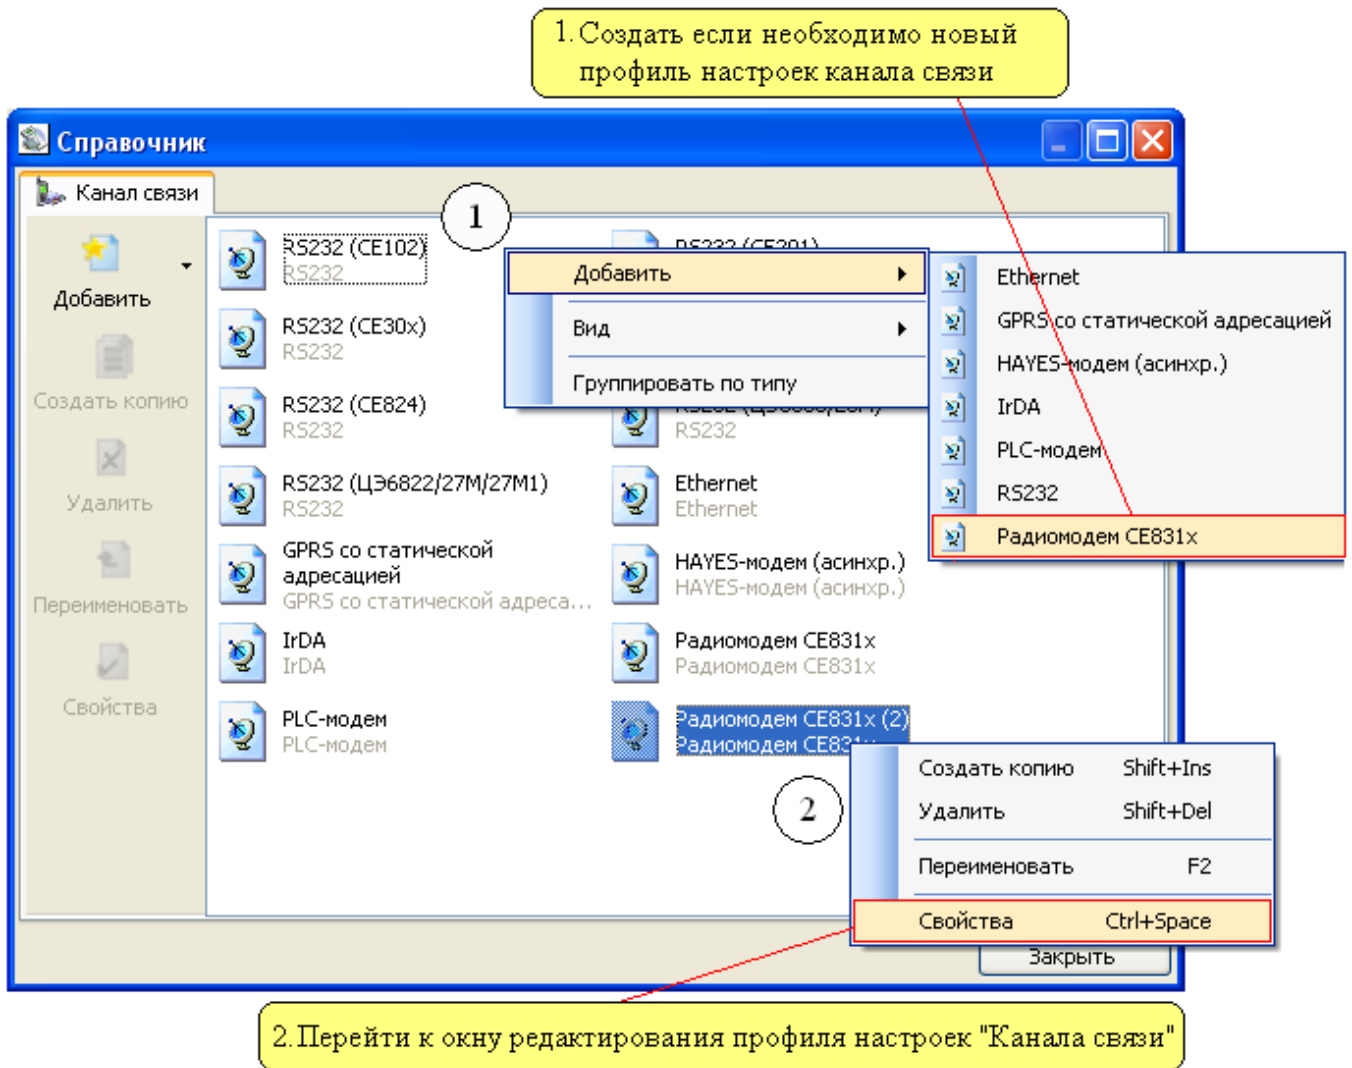 1. Создать если необходимо новый
профиль настроек канала связи
Справочник
Канал связи
1
Добавить
Создать копию
Удалить
Переименовать
Свойства
RS232 (CE102)
RS232
RS232 (CE201)
RS232 (CE30x)
RS232
RS232 (CE824)
RS232
RS232
RS232 (ЦЭ6822/27М/27М1)
RS232
Ethernet
Ethernet
GPRS со статической
адресацией
GPRS со статической адреса...
HAYES-модем (асинхр.)
HAYES-модем (асинхр.)
IrDA
IrDA
Радиомодем CE831x
Радиомодем CE831x
PLC-модем
PLC-модем
Радиомодем CE831x (2)
Радиомодем CE831x
Добавить
Вид
Группировать по типу
Ethernet
GPRS со статической адресацией
HAYES-модем (асинхр.)
IrDA
PLC-модем
RS232
Радиомодем CE831x
2
Создать копию Shift+Ins
Удалить Shift+Del
Переименовать F2
Свойства Ctrl+Space
Закрыть
2. Перейти к окну редактирования профиля настроек "Канала связи"